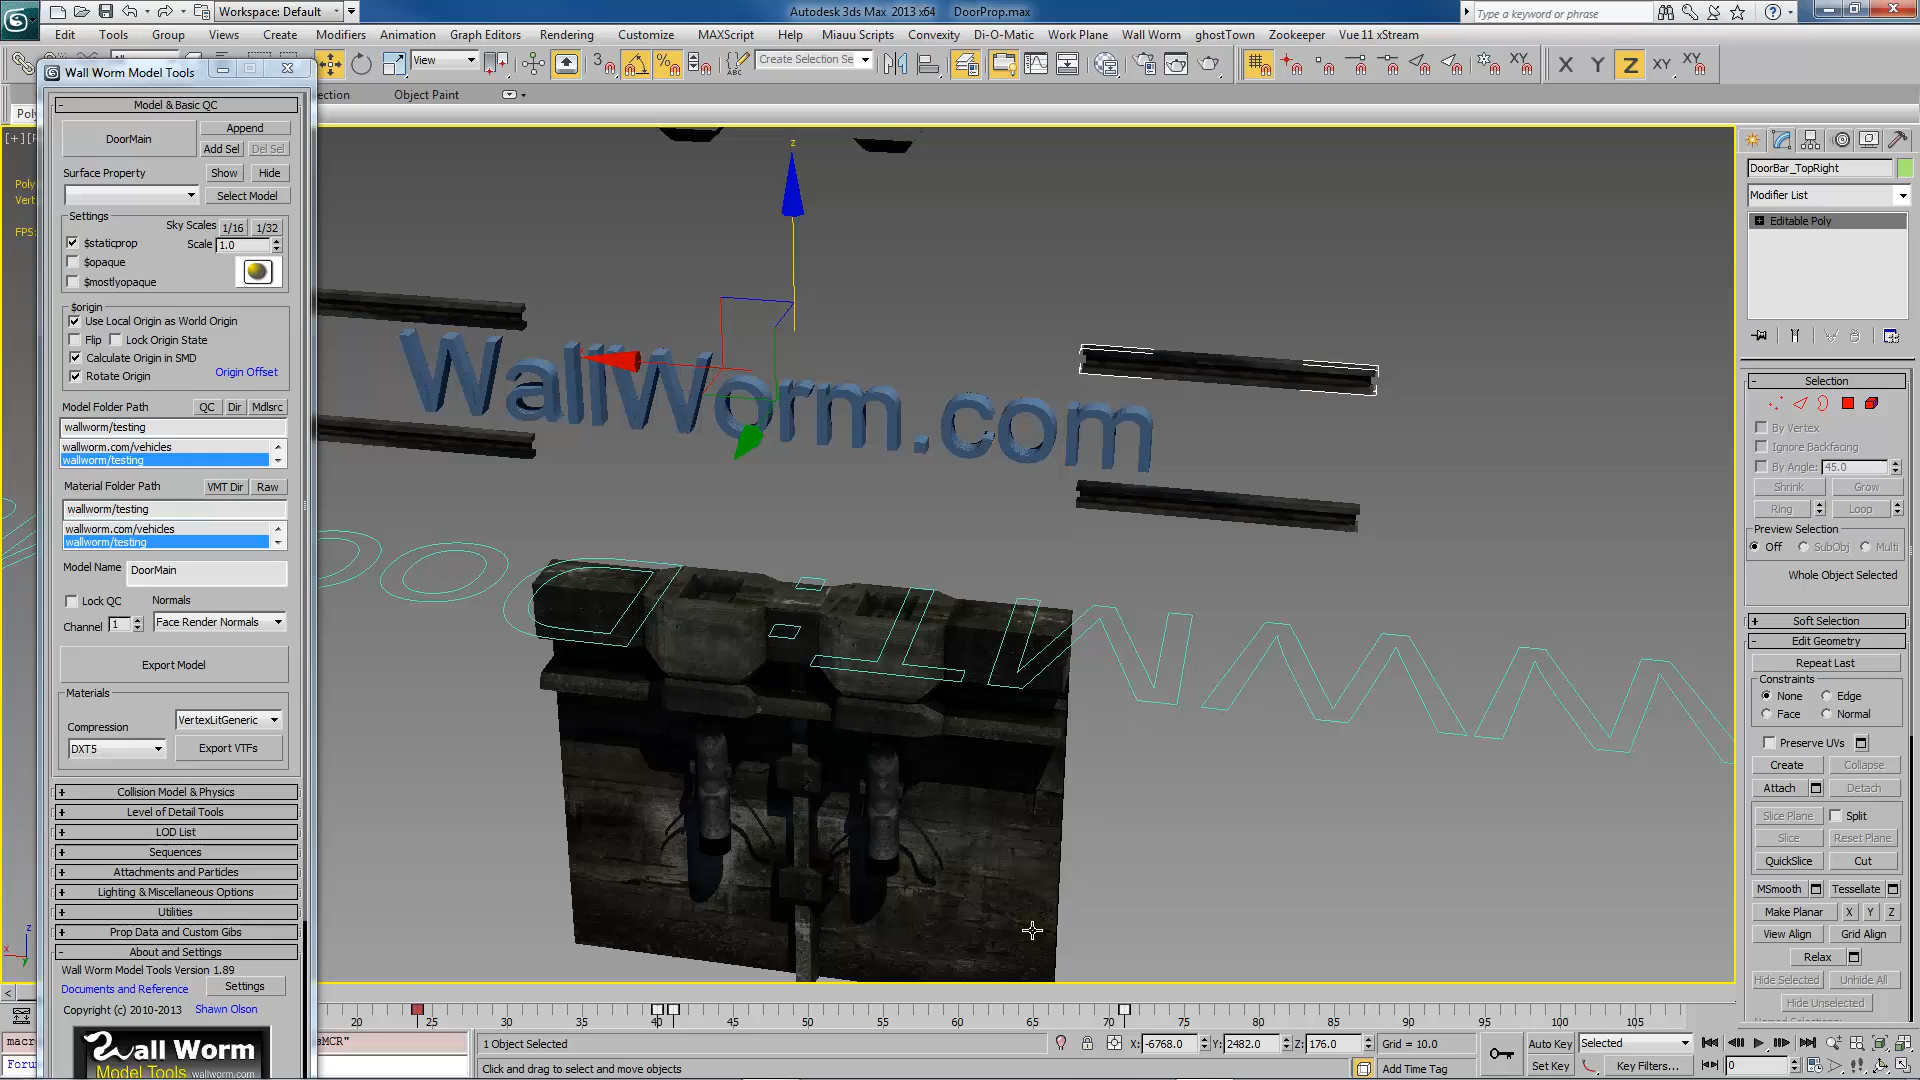 Workspace: Default
Autodesk 3ds Max 2013 x64 DoorProp.max
Type a keyword or phrase
Edit Tools Group Views Create Modifiers Animation Graph Editors Rendering Customize MAXScript Help Miauu Scripts Convexity Di-O-Matic Work Plane Wall Worm ghostTown Zookeeper Vue 11 xStream
View
Create Selection Se
X Y Z XY XY
Object Paint
Wall Worm Model Tools
Model & Basic QC
DoorMain
Append
Add Sel Del Sel
Surface Property Show Hide
Select Model
Settings
Sky Scales 1/16 1/32
$staticprop Scale 1.0
$opaque
$mostlyopaque
$origin
Use Local Origin as World Origin
Flip Lock Origin State
Calculate Origin in SMD
Rotate Origin Origin Offset
Model Folder Path QC Dir Mdlsrc
wallworm/testing
wallworm.com/vehicles
wallworm/testing
Material Folder Path VMT Dir Raw
wallworm/testing
wallworm.com/vehicles
wallworm/testing
Model Name DoorMain
Lock QC Normals
Channel 1 Face Render Normals
Export Model
Materials
Compression VertexLitGeneric
DXT5 Export VTFs
Collision Model & Physics
Level of Detail Tools
LOD List
Sequences
Attachments and Particles
Lighting & Miscellaneous Options
Utilities
Prop Data and Custom Gibs
About and Settings
Wall Worm Model Tools Version 1.89
Documents and Reference Settings
Copyright (c) 2010-2013 Shawn Olson
Wall Worm
Model Tools wallworm.com
WallWorm.com
DoorBar_TopRight
Modifier List
Editable Poly
Selection
By Vertex
Ignore Backfacing
By Angle: 45.0
Shrink Grow
Ring Loop
Preview Selection
Off SubObj Multi
Whole Object Selected
Soft Selection
Edit Geometry
Repeat Last
Constraints
None Edge
Face Normal
Preserve UVs
Create Collapse
Attach Detach
Slice Plane Split
Slice Reset Plane
QuickSlice Cut
MSmooth Tessellate
Make Planar X Y Z
View Align Grid Align
Relax
Hide Selected Unhide All
Hide Unselected
20 25 30 35 40 45 50 55 60 65 70 75 80 85 90 95 100 105
1 Object Selected X: -6768.0 Y: 2482.0 Z: 176.0 Grid = 10.0 Auto Key Selected
Click and drag to select and move objects Add Time Tag Set Key Key Filters... 0